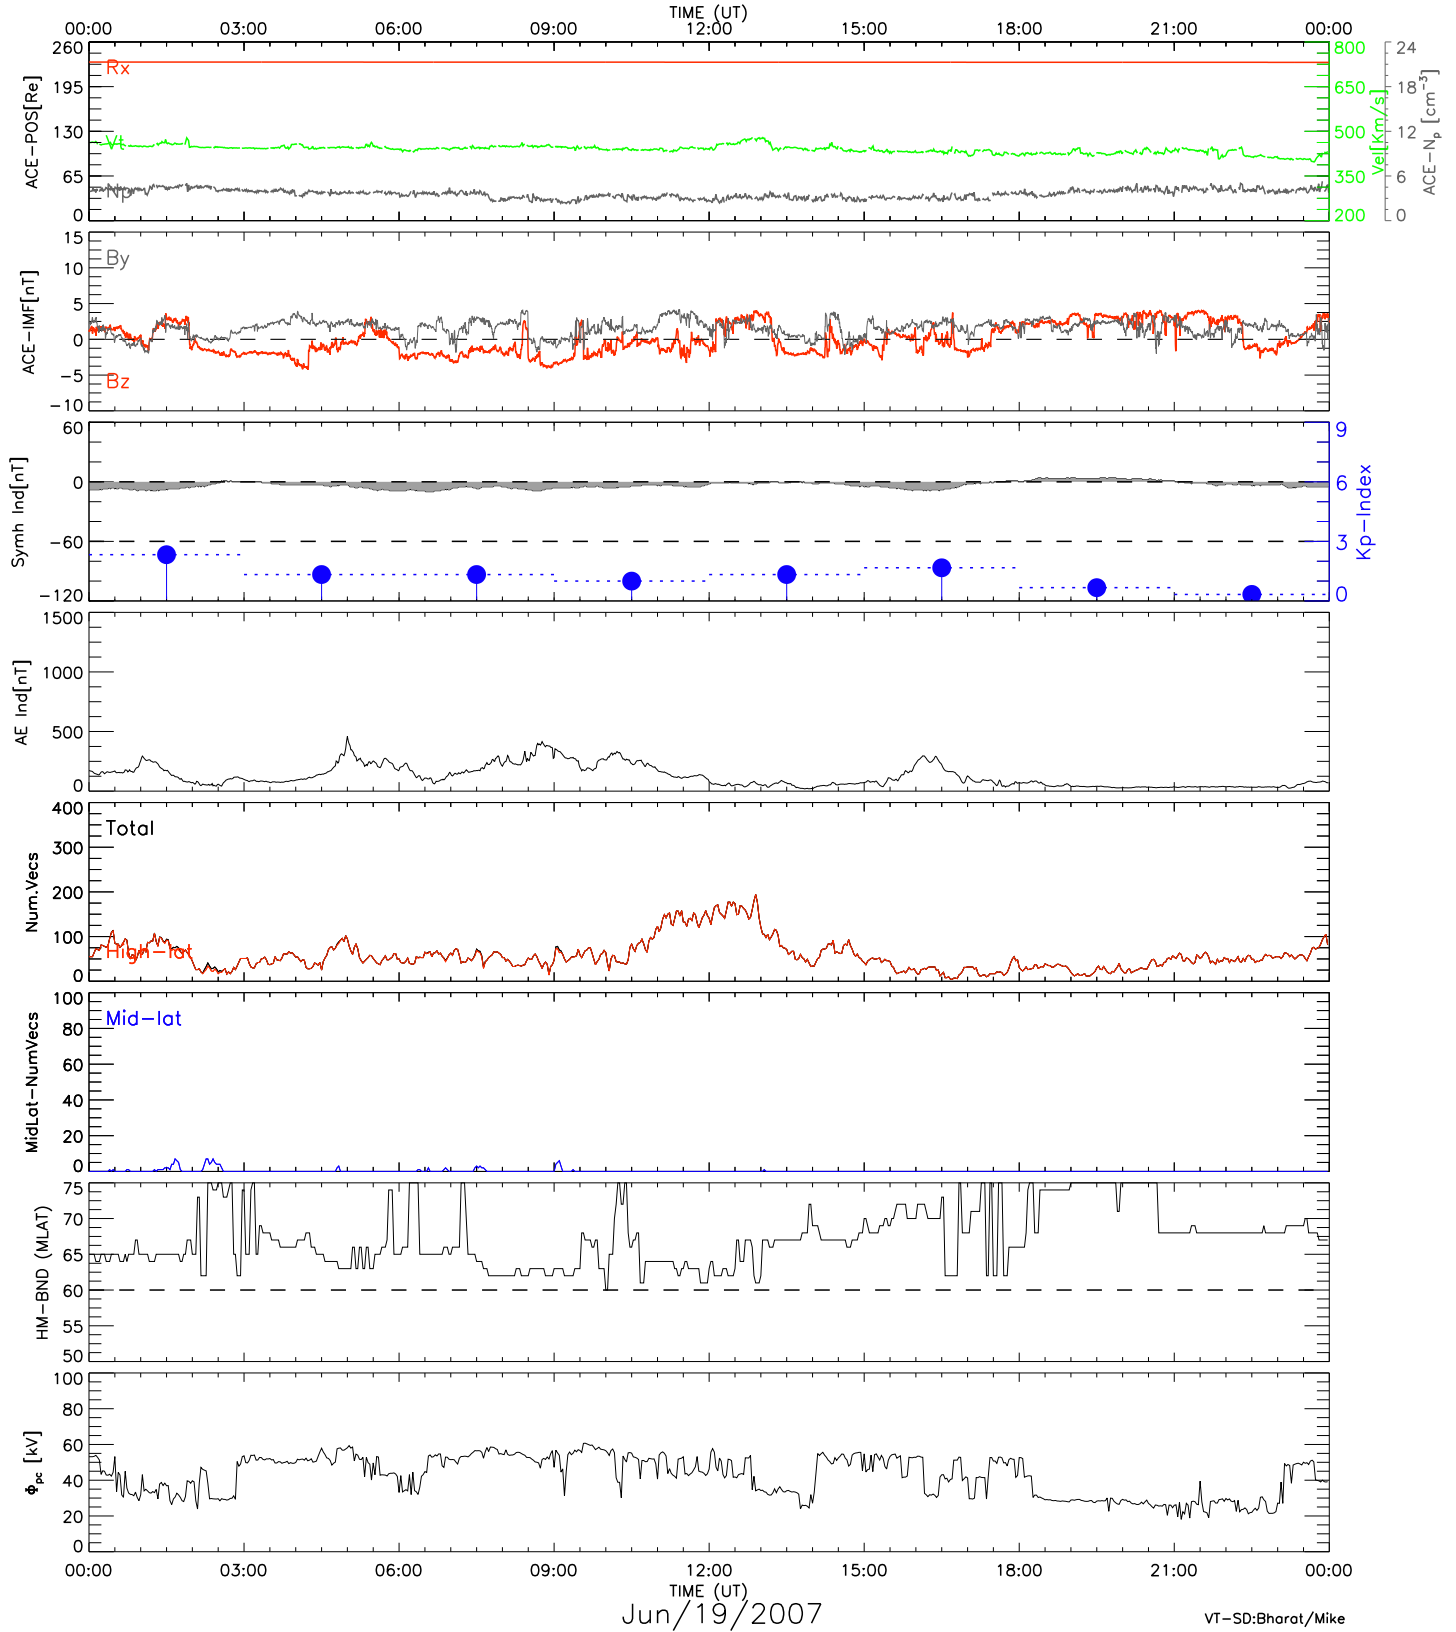 TIME (UT)
00:00 03:00 06:00 09:00 12:00 15:00 18:00 21:00 00:00
ACE-POS[Re]
260
195
130
65
0
Rx
Vt
Np
800
650
500
350
200
Vel[Km/s]
24
18
12
6
0
ACE-Np [cm-3]
ACE-IMF[nT]
15
10
5
0
-5
-10
By
Bz
Symh Ind[nT]
60
0
-60
-120
9
6
3
0
Kp-Index
AE Ind[nT]
1500
1000
500
0
Num.Vecs
400
300
200
100
0
Total
High-lat
MidLat-NumVecs
100
80
60
40
20
0
Mid-lat
HM-BND (MLAT)
75
70
65
60
55
50
Φpc [kV]
100
80
60
40
20
0
00:00 03:00 06:00 09:00 12:00 15:00 18:00 21:00 00:00
TIME (UT)
Jun/19/2007
VT-SD:Bharat/Mike